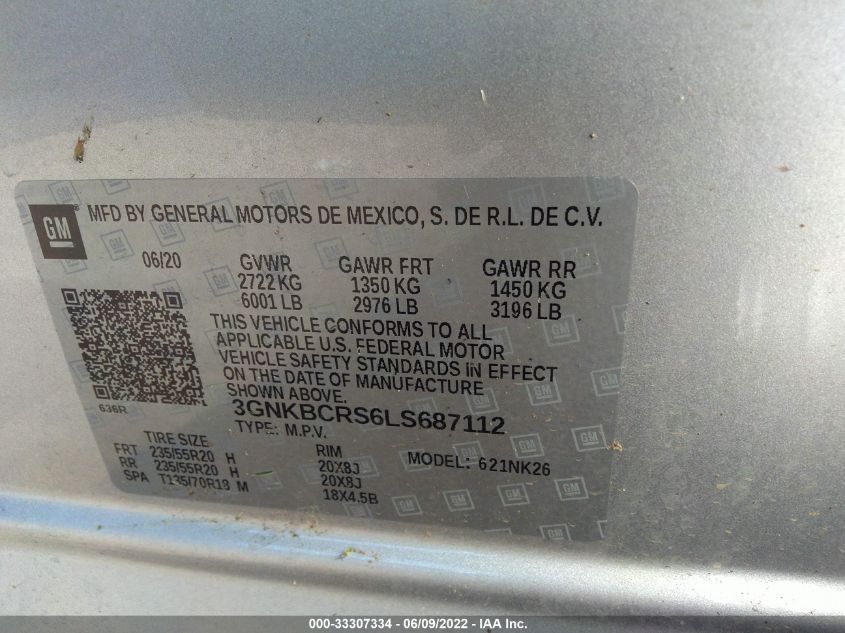 GM
MFD BY GENERAL MOTORS DE MEXICO, S. DE R.L. DE C.V.
06/20 GVWR GAWR FRT GAWR RR
2722 KG 1350 KG 1450 KG
6001 LB 2976 LB 3196 LB
THIS VEHICLE CONFORMS TO ALL
APPLICABLE U.S. FEDERAL MOTOR
VEHICLE SAFETY STANDARDS IN EFFECT
ON THE DATE OF MANUFACTURE
SHOWN ABOVE.
636R
3GNKBCRS6LS687112
TYPE: M.P.V.
TIRE SIZE RIM MODEL: 621NK26
FRT 235/55R20 H 20X8J
RR 235/55R20 H 20X8J
SPA T135/70R18 M 18X4.5B
000-33307334 - 06/09/2022 - IAA Inc.